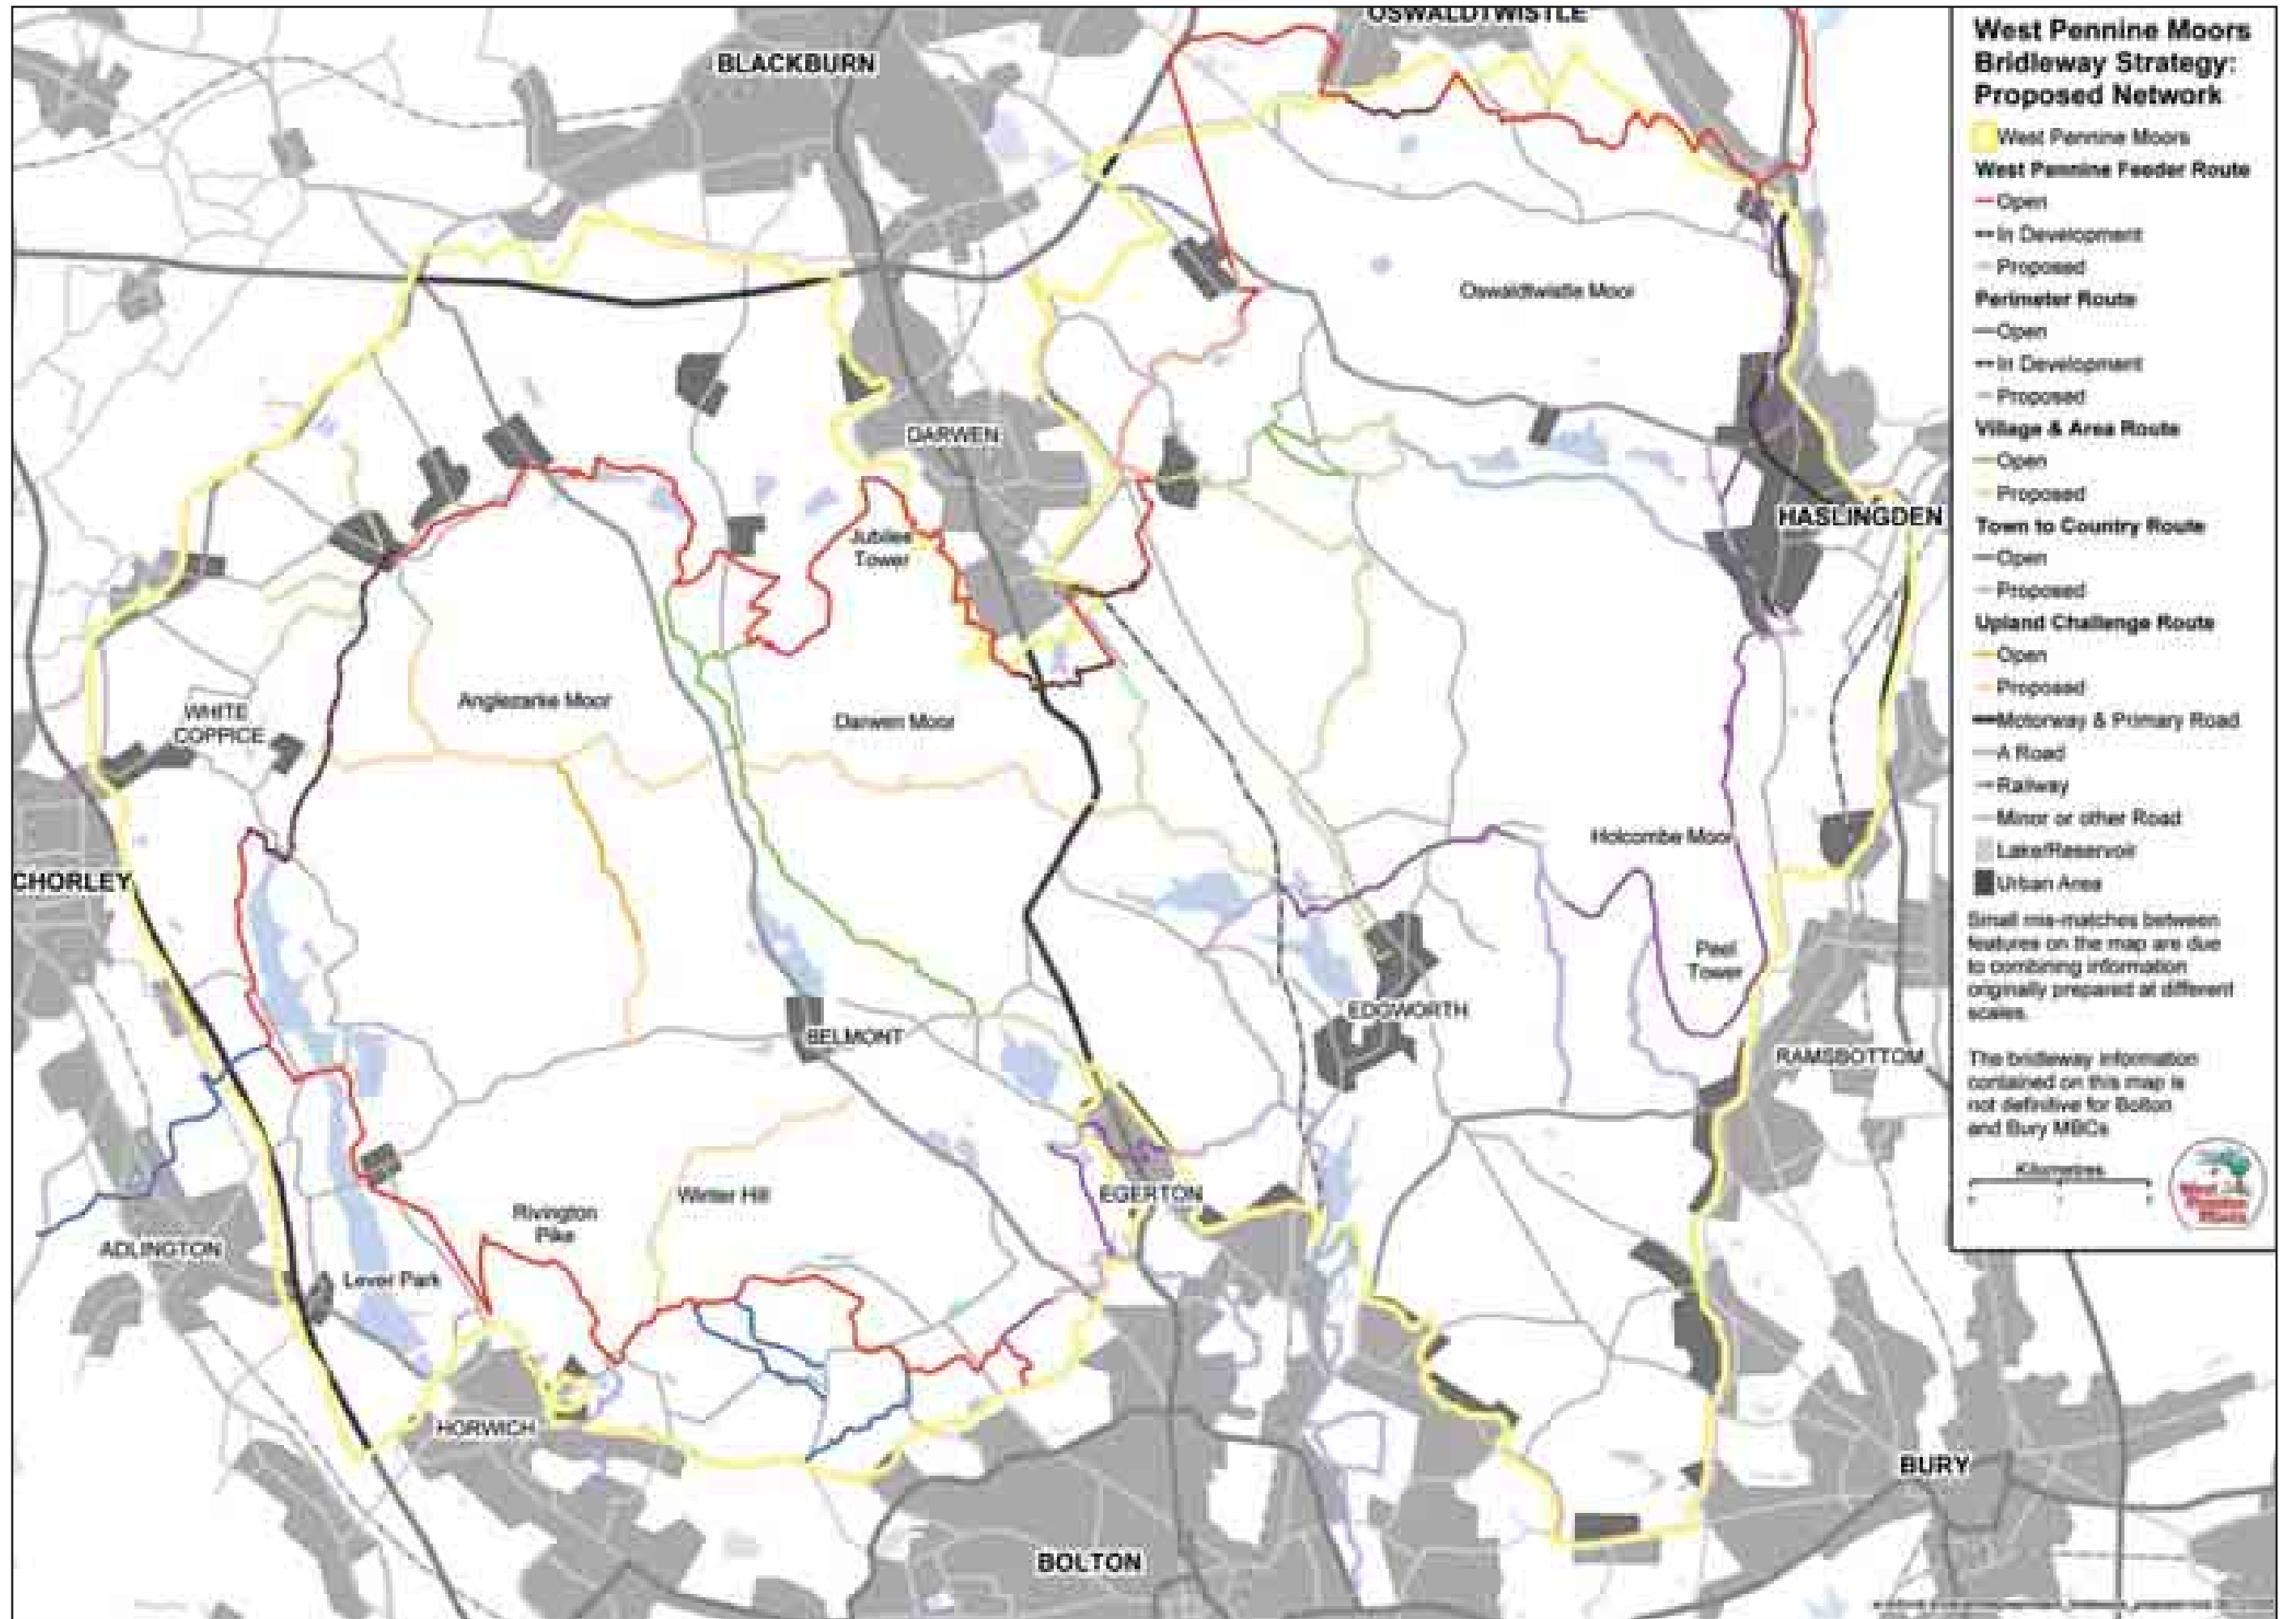 OSWALDTWISTLE
BLACKBURN
Oswaldtwistle Moor
DARWEN
HASLINGDEN
Jubilee
Tower
Anglezarke Moor
Darwen Moor
WHITE
COPPICE
Holcombe Moor
CHORLEY
Peel
Tower
EDGWORTH
BELMONT
RAMSBOTTOM
EGERTON
Winter Hill
Rivington
Pike
ADLINGTON
Lever Park
HORWICH
BURY
BOLTON
West Pennine Moors
Bridleway Strategy:
Proposed Network
West Pennine Moors
West Pennine Feeder Route
Open
In Development
Proposed
Perimeter Route
Open
In Development
Proposed
Village & Area Route
Open
Proposed
Town to Country Route
Open
Proposed
Upland Challenge Route
Open
Proposed
Motorway & Primary Road
A Road
Railway
Minor or other Road
Lake/Reservoir
Urban Area
Small mis-matches between
features on the map are due
to combining information
originally prepared at different
scales.
The bridleway information
contained on this map is
not definitive for Bolton
and Bury MBCs
Kilometres
West
Pennine
Moors